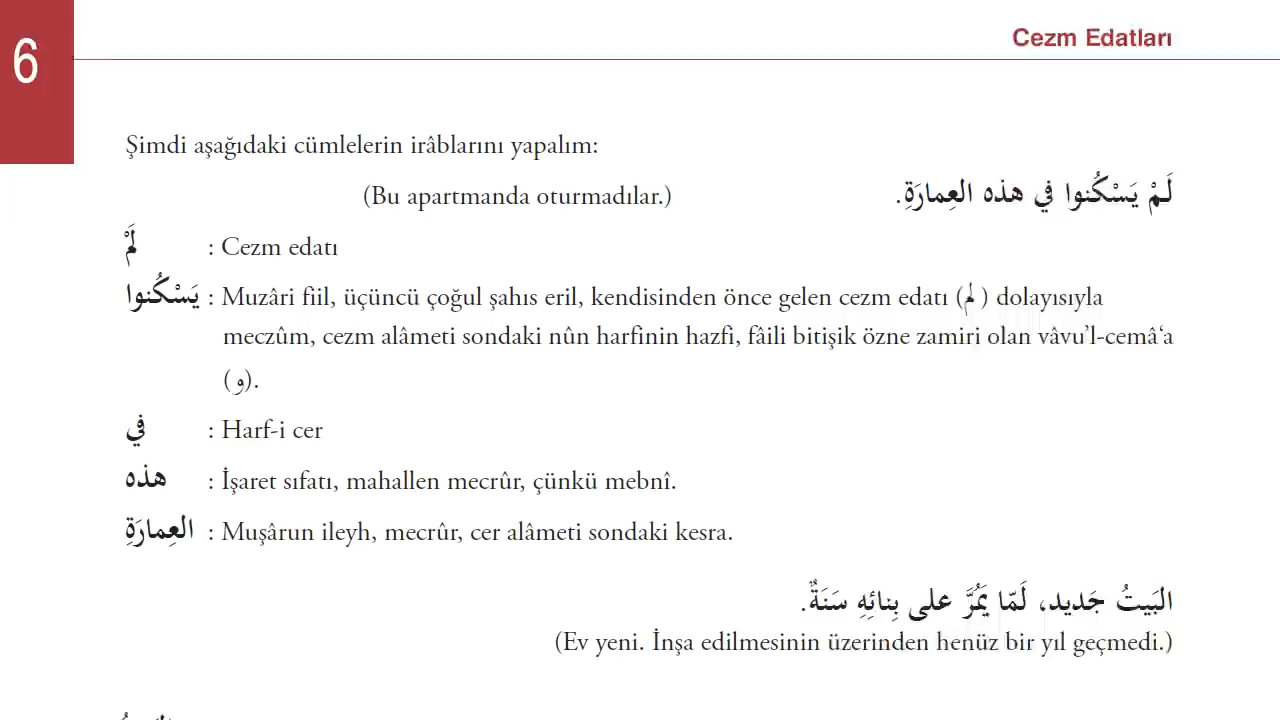 6
Cezm Edatları
Şimdi aşağıdaki cümlelerin irâblarını yapalım:
(Bu apartmanda oturmadılar.) لَمْ يَسْكُنوا في هذه العِمارَةِ.
لَمْ : Cezm edatı
يَسْكُنوا : Muzâri fiil, üçüncü çoğul şahıs eril, kendisinden önce gelen cezm edatı (لم) dolayısıyla
meczûm, cezm alâmeti sondaki nûn harfinin hazfi, fâili bitişik özne zamiri olan vâvu’l-cemâ‘a
(و).
في : Harf-i cer
هذه : İşaret sıfatı, mahallen mecrûr, çünkü mebnî.
العِمارَةِ : Muşârun ileyh, mecrûr, cer alâmeti sondaki kesra.
البَيتُ جَديد، لَمّا يَمُرَّ على بِنائِهِ سَنَةٌ.
(Ev yeni. İnşa edilmesinin üzerinden henüz bir yıl geçmedi.)